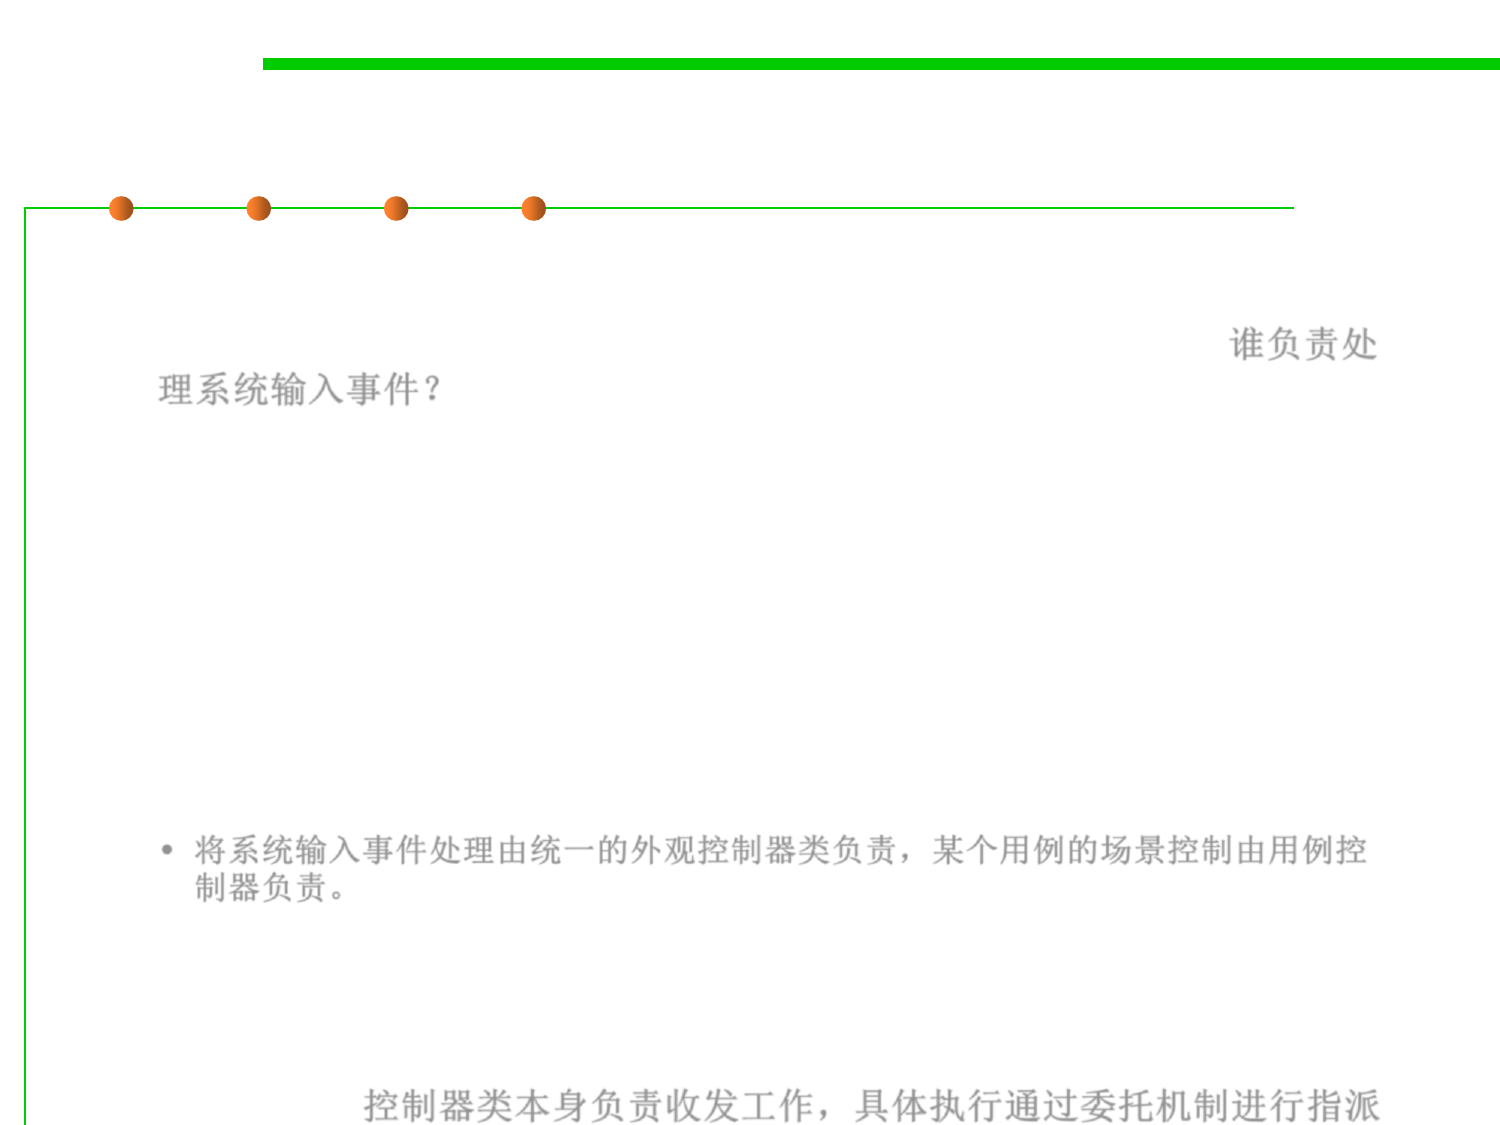 谁负责处
理系统输入事件？
• 将系统输入事件处理由统一的外观控制器类负责，某个用例的场景控制由用例控
制器负责。
控制器类本身负责收发工作，具体执行通过委托机制进行指派